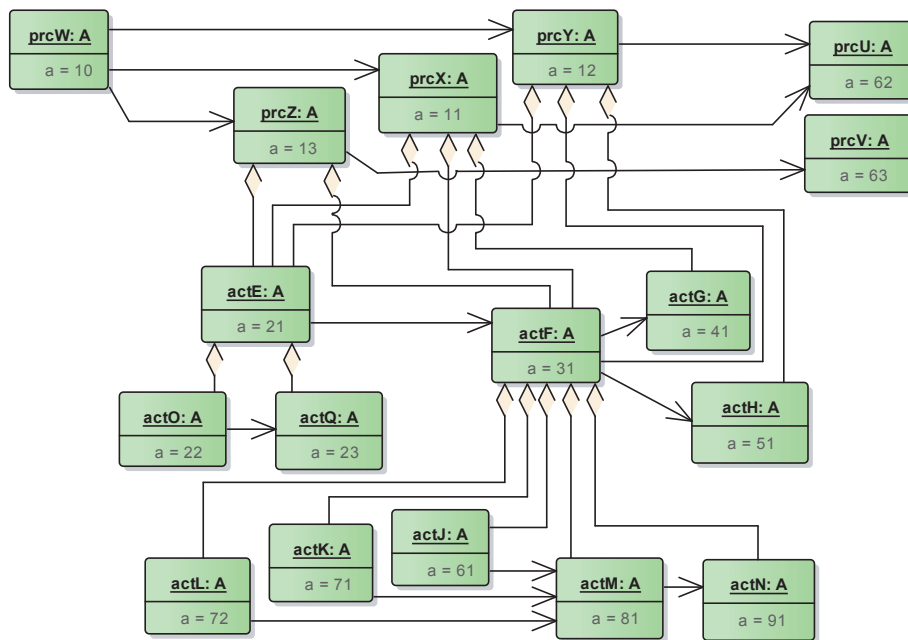 prcW: A
a = 10
prcY: A
a = 12
prcU: A
a = 62
prcX: A
a = 11
prcZ: A
a = 13
prcV: A
a = 63
actE: A
a = 21
actG: A
a = 41
actF: A
a = 31
actO: A
a = 22
actQ: A
a = 23
actH: A
a = 51
actJ: A
a = 61
actK: A
a = 71
actL: A
a = 72
actM: A
a = 81
actN: A
a = 91